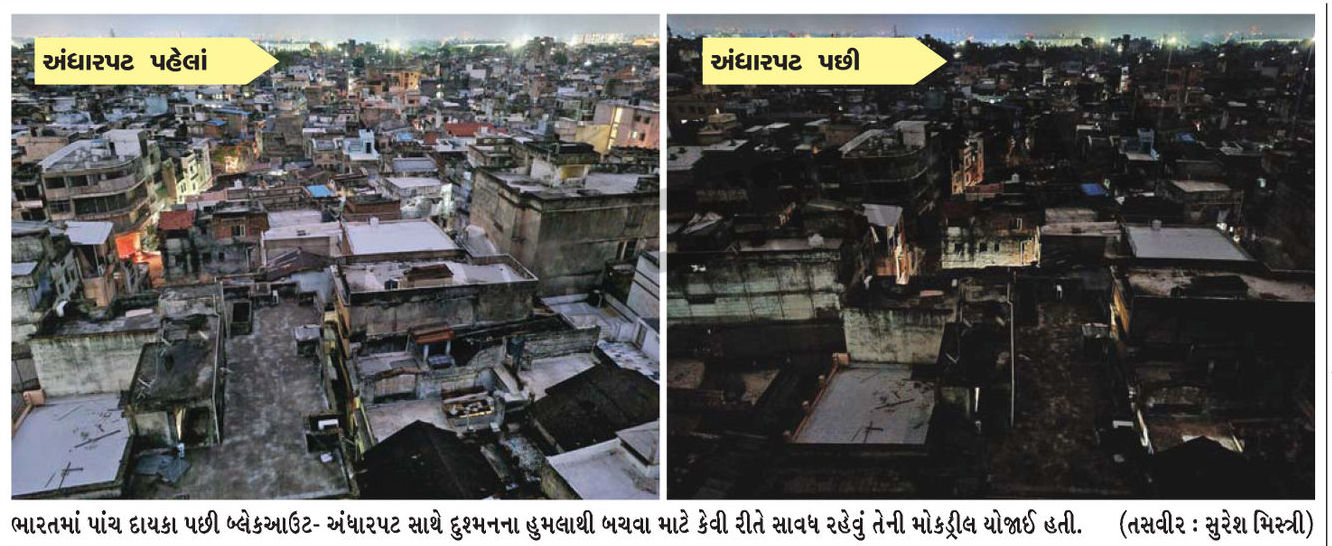 અંધારપટ પહેલાં
અંધારપટ પછી
ભારતમાં પાંચ દાયકા પછી બ્લેકઆઉટ- અંધારપટ સાથે દુશ્મનના હુમલાથી બચવા માટે કેવી રીતે સાવધ રહેવું તેની મોકડ્રીલ યોજાઈ હતી. (તસવીર : સુરેશ મિસ્ત્રી)